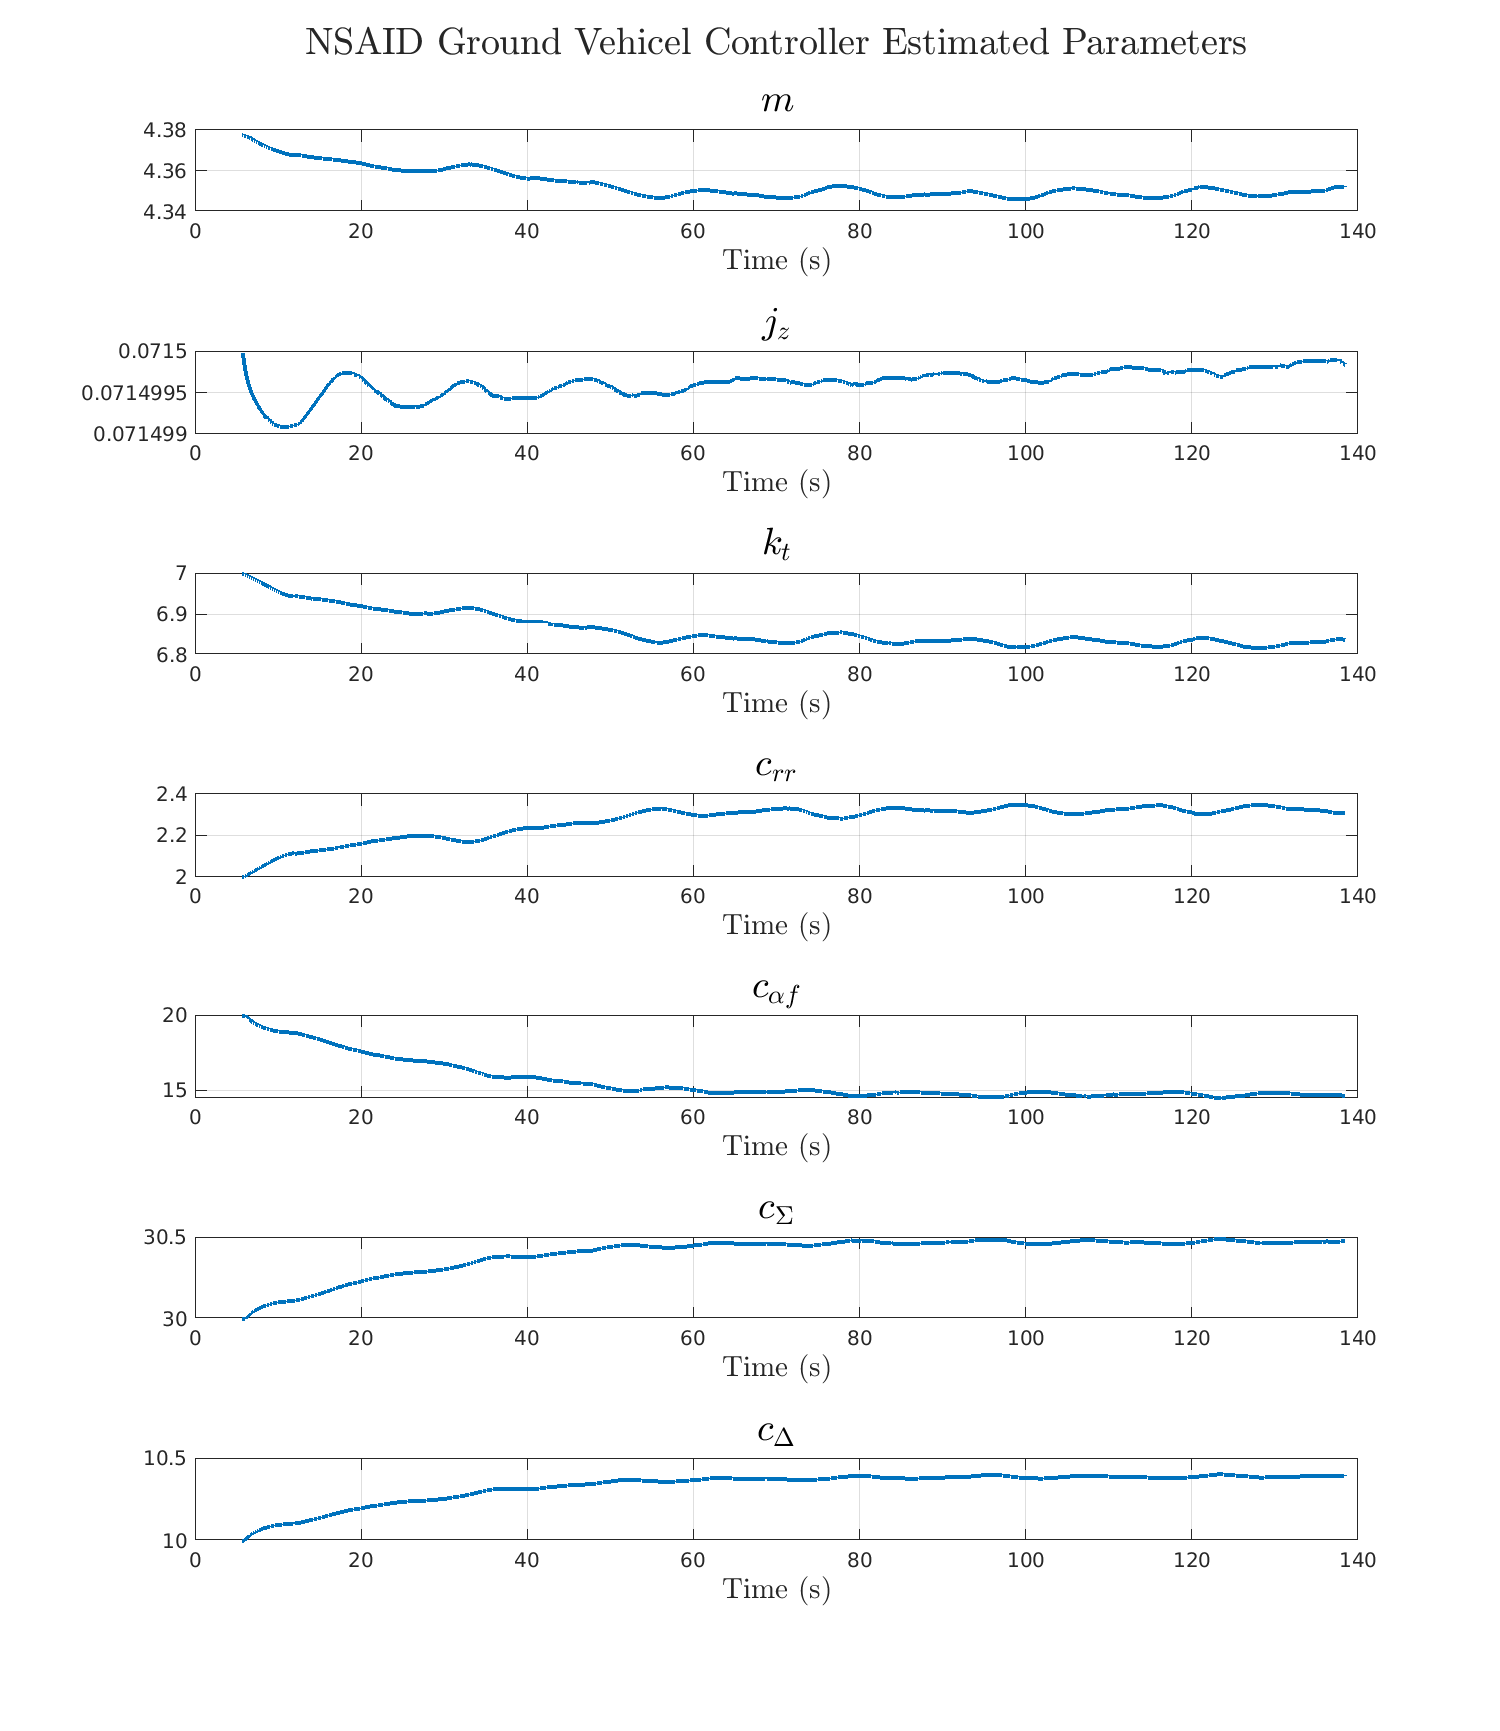 NSAID Ground Vehicel Controller Estimated Parameters
m
4.38
4.36
4.34
0 20 40 60 80 100 120 140
Time (s)
j_z
0.0715
0.0714995
0.071499
0 20 40 60 80 100 120 140
Time (s)
k_t
7
6.9
6.8
0 20 40 60 80 100 120 140
Time (s)
c_{rr}
2.4
2.2
2
0 20 40 60 80 100 120 140
Time (s)
c_{αf}
20
15
0 20 40 60 80 100 120 140
Time (s)
c_Σ
30.5
30
0 20 40 60 80 100 120 140
Time (s)
c_Δ
10.5
10
0 20 40 60 80 100 120 140
Time (s)